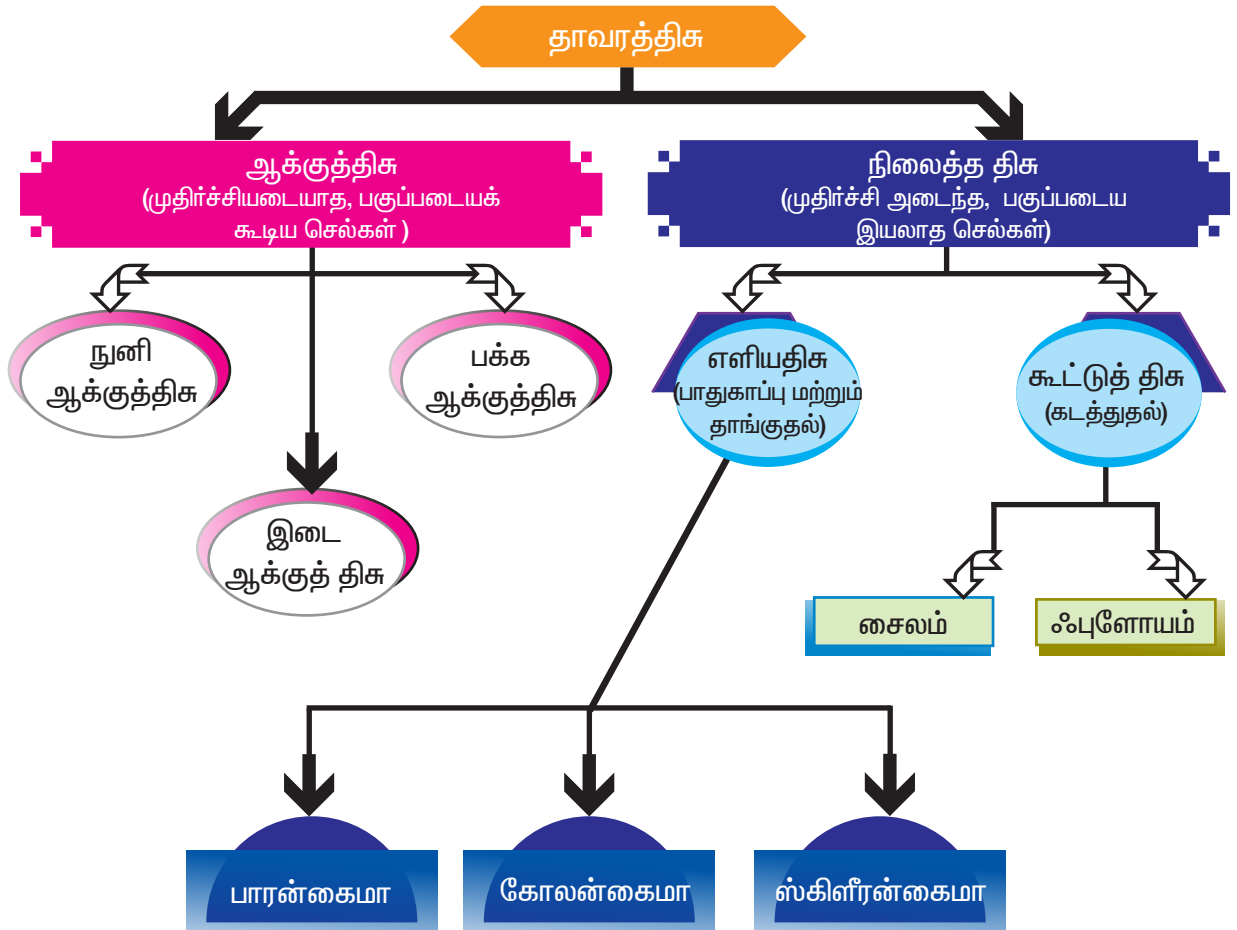 தாவரத்திசு
ஆக்குத்திசு
(முதிர்ச்சியடையாத, பகுப்படையக்
கூடிய செல்கள் )
நிலைத்த திசு
(முதிர்ச்சி அடைந்த, பகுப்படைய
இயலாத செல்கள்)
நுனி
ஆக்குத்திசு
பக்க
ஆக்குத்திசு
எளியதிசு
(பாதுகாப்பு மற்றும்
தாங்குதல்)
கூட்டுத் திசு
(கடத்துதல்)
இடை
ஆக்குத் திசு
சைலம்
ஃபுளோயம்
பாரன்கைமா
கோலன்கைமா
ஸ்கிளீரன்கைமா